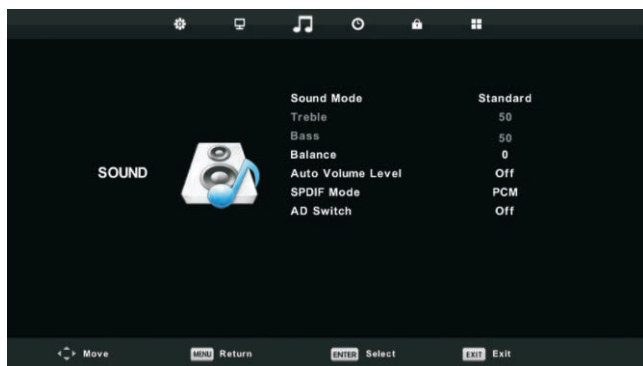 Sound Mode Standard
Treble 50
Bass 50
Balance 0
SOUND
Auto Volume Level Off
SPDIF Mode PCM
AD Switch Off
Move MENU Return ENTER Select EXIT Exit